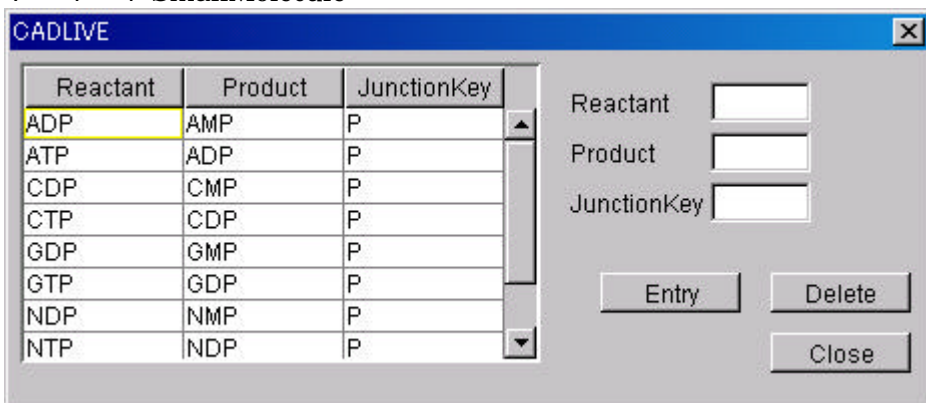 CADLIVE
Reactant Product JunctionKey
ADP AMP P
ATP ADP P
CDP CMP P
CTP CDP P
GDP GMP P
GTP GDP P
NDP NMP P
NTP NDP P
Reactant
Product
JunctionKey
Entry Delete
Close